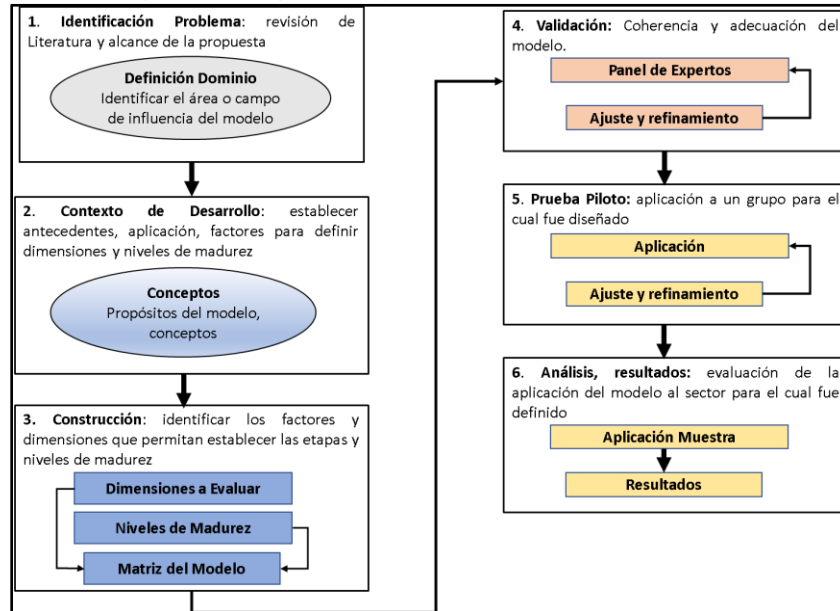 1. Identificación Problema: revisión de
Literatura y alcance de la propuesta
Definición Dominio
Identificar el área o campo
de influencia del modelo
2. Contexto de Desarrollo: establecer
antecedentes, aplicación, factores para definir
dimensiones y niveles de madurez
Conceptos
Propósitos del modelo,
conceptos
3. Construcción: identificar los factores y
dimensiones que permitan establecer las etapas y
niveles de madurez
Dimensiones a Evaluar
Niveles de Madurez
Matriz del Modelo
4. Validación: Coherencia y adecuación del
modelo.
Panel de Expertos
Ajuste y refinamiento
5. Prueba Piloto: aplicación a un grupo para el
cual fue diseñado
Aplicación
Ajuste y refinamiento
6. Análisis, resultados: evaluación de la
aplicación del modelo al sector para el cual fue
definido
Aplicación Muestra
Resultados